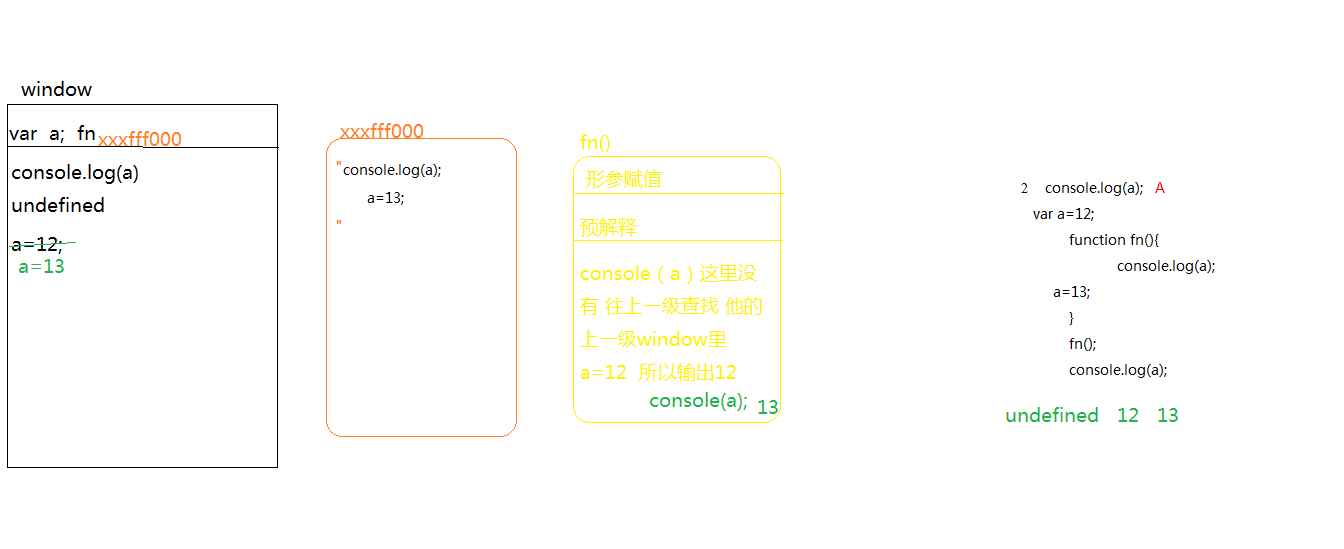 window
var a; fn xxxfff000
console.log(a)
undefined
a=12;
a=13
xxxfff000
"console.log(a);
a=13;
"
fn()
形参赋值
预解释
console（a）这里没
有 往上一级查找 他的
上一级window里
a=12 所以输出12
console(a); 13
2 console.log(a); A
var a=12;
function fn(){
console.log(a);
a=13;
}
fn();
console.log(a);
undefined 12 13